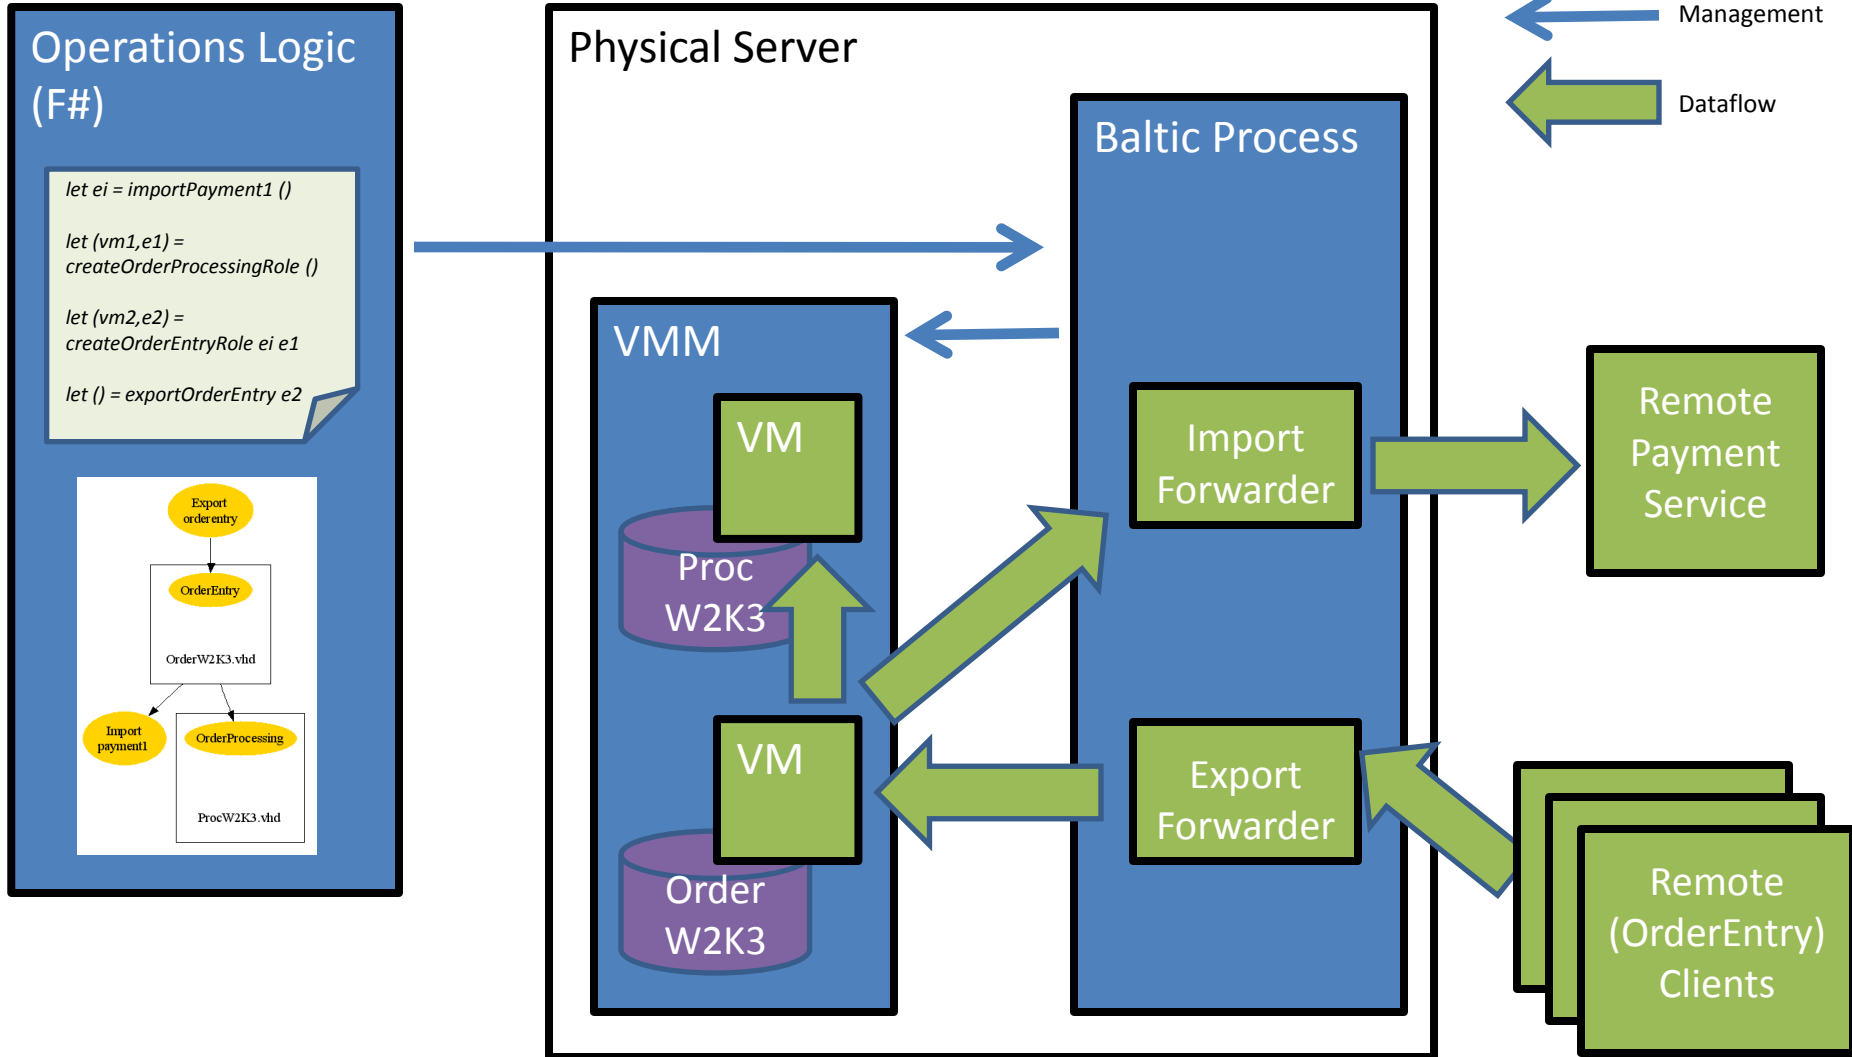 Operations Logic
(F#)
let ei = importPayment1 ()
let (vm1,e1) =
createOrderProcessingRole ()
let (vm2,e2) =
createOrderEntryRole ei e1
let () = exportOrderEntry e2
Export
orderentry
OrderEntry
OrderW2K3.vhd
Import
payment1
OrderProcessing
ProcW2K3.vhd
Physical Server
VMM
VM
Proc
W2K3
VM
Order
W2K3
Baltic Process
Import
Forwarder
Export
Forwarder
Management
Dataflow
Remote
Payment
Service
Remote
(OrderEntry)
Clients